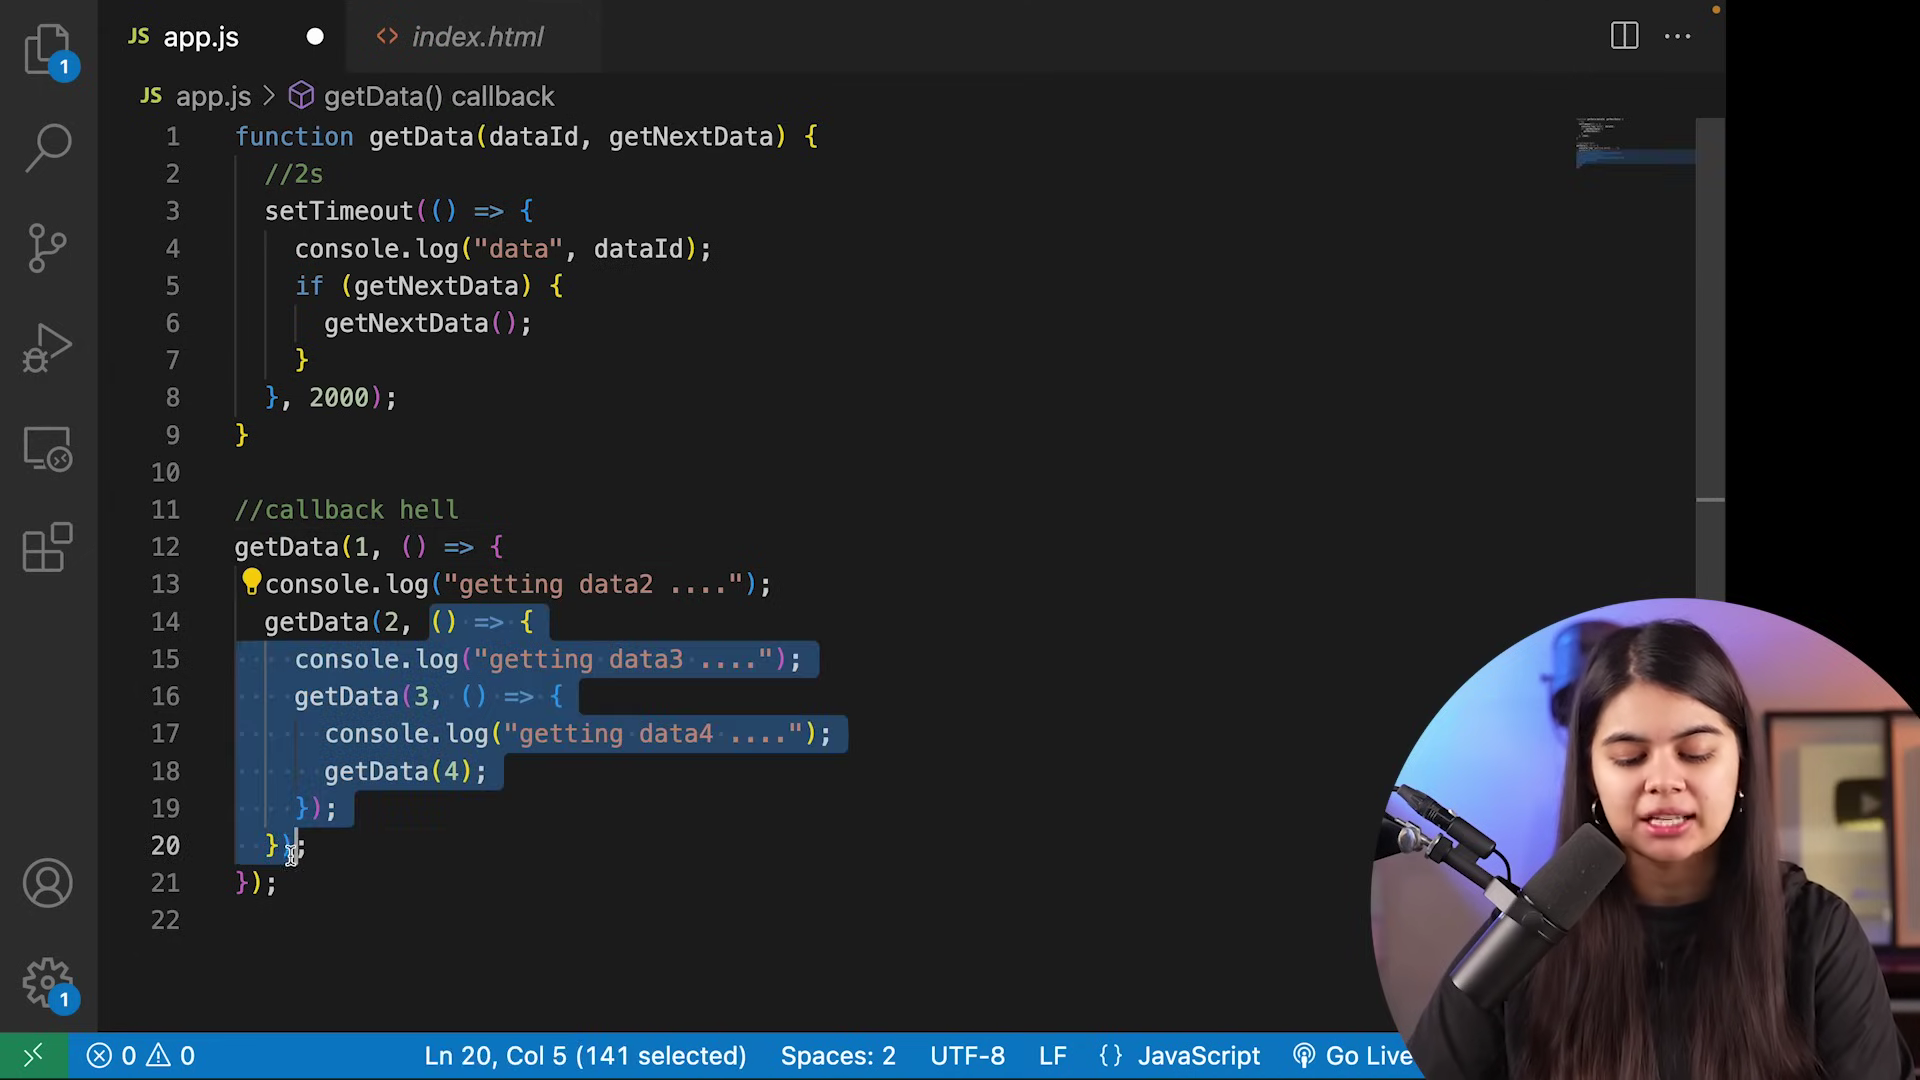 JS app.js
<> index.html
1
JS app.js > getData() callback
1 function getData(dataId, getNextData) {
2 //2s
3 setTimeout(() => {
4 console.log("data", dataId);
5 if (getNextData) {
6 getNextData();
7 }
8 }, 2000);
9 }
10
11 //callback hell
12 getData(1, () => {
13 console.log("getting data2 ....");
14 getData(2, () => {
15 console.log("getting data3 ....");
16 getData(3, () => {
17 console.log("getting data4 ....");
18 getData(4);
19 });
20 });
21 });
22
1
0 0 Ln 20, Col 5 (141 selected) Spaces: 2 UTF-8 LF {} JavaScript Go Live